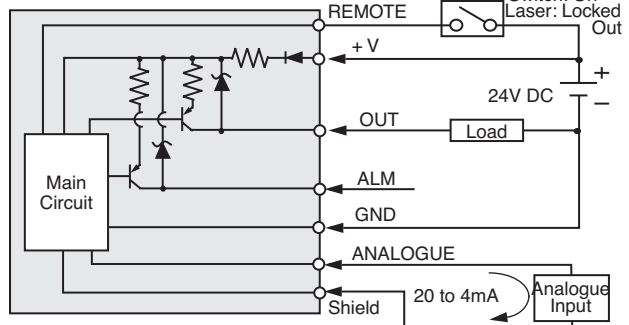 REMOTE
Laser: Locked
Out
+ V
24V DC
+
−
OUT
Load
Main
Circuit
ALM
GND
ANALOGUE
20 to 4mA
Analogue
Input
Shield